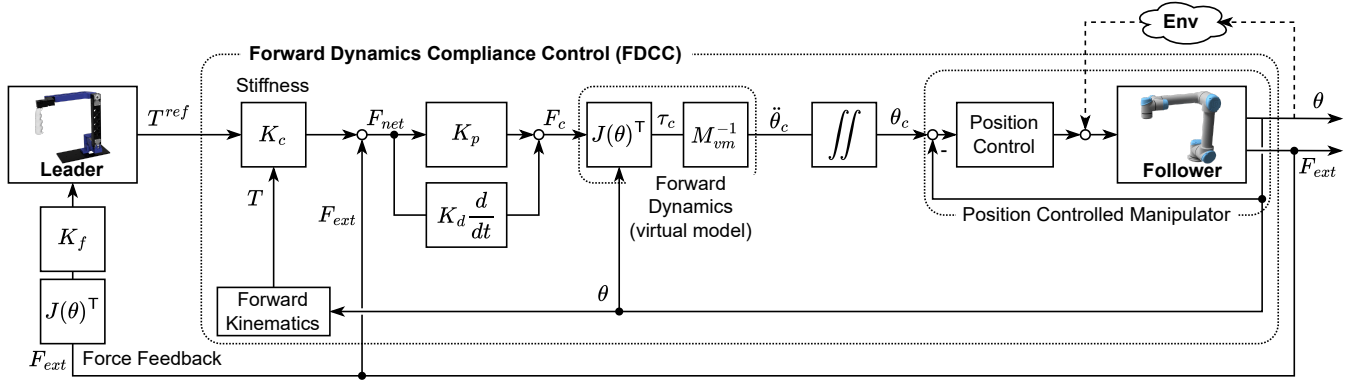 Env
Forward Dynamics Compliance Control (FDCC)
Stiffness
Leader
T^{ref}
K_c
F_{net}
K_p
F_c
J(θ)^⊤
τ_c
M_{vm}^{-1}
\ddot{θ}_c
∬
θ_c
-
Position
Control
Follower
θ
F_{ext}
T
F_{ext}
K_d \frac{d}{dt}
Forward
Dynamics
(virtual model)
Position Controlled Manipulator
K_f
J(θ)^⊤
Forward
Kinematics
θ
F_{ext}
Force Feedback